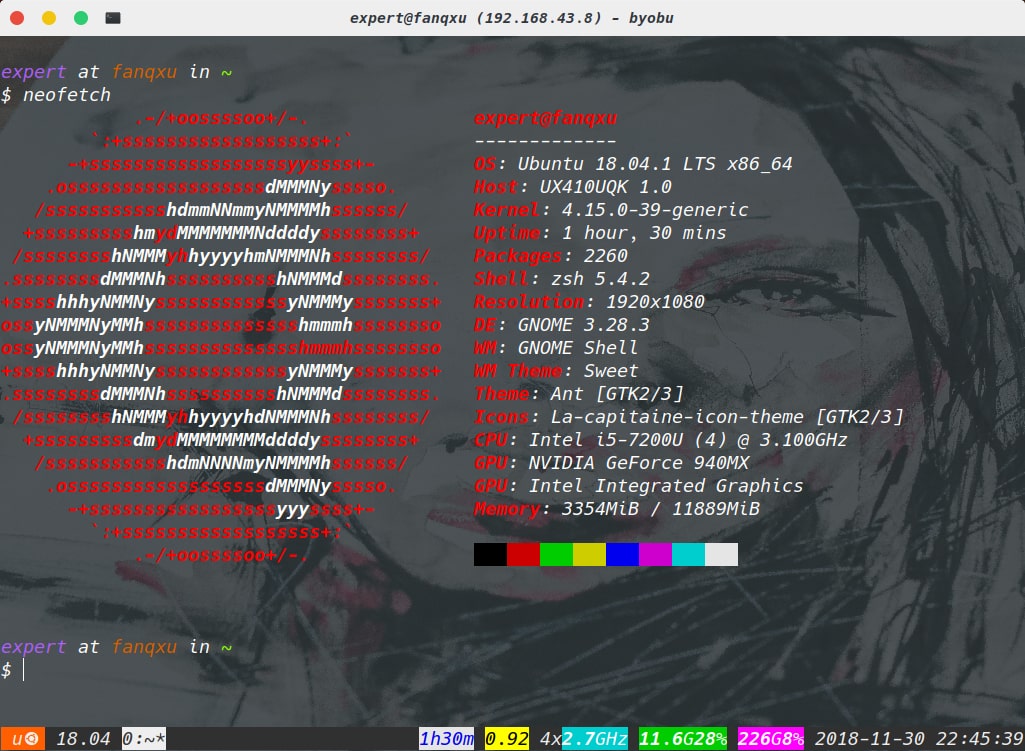 expert@fanqxu (192.168.43.8) - byobu
expert at fanqxu in ~
$ neofetch
.-/+oossssoo+/-.
`:+ssssssssssssssssss+:`
-+ssssssssssssssssssyyssss+-
.ossssssssssssssssssdMMMNysssso.
/ssssssssssshdmmNNmmyNMMMMhssssss/
+ssssssssshmydMMMMMMMNddddyssssssss+
/sssssssshNMMMyhhyyyyhmNMMMNhssssssss/
.ssssssssdMMMNhsssssssssshNMMMdssssssss.
+sssshhhyNMMNyssssssssssssyNMMMysssssss+
ossyNMMMNyMMhsssssssssssssshmmmhssssssso
ossyNMMMNyMMhsssssssssssssshmmmhssssssso
+sssshhhyNMMNyssssssssssssyNMMMysssssss+
.ssssssssdMMMNhsssssssssshNMMMdssssssss.
/sssssssshNMMMyhhyyyyhdNMMMNhssssssss/
+sssssssssdmydMMMMMMMMddddyssssssss+
/ssssssssssshdmNNNNmyNMMMMhssssss/
.ossssssssssssssssssdMMMNysssso.
-+sssssssssssssssssyyyssss+-
`:+ssssssssssssssssss+:`
.-/+oossssoo+/-.
expert@fanqxu
-------------
OS: Ubuntu 18.04.1 LTS x86_64
Host: UX410UQK 1.0
Kernel: 4.15.0-39-generic
Uptime: 1 hour, 30 mins
Packages: 2260
Shell: zsh 5.4.2
Resolution: 1920x1080
DE: GNOME 3.28.3
WM: GNOME Shell
WM Theme: Sweet
Theme: Ant [GTK2/3]
Icons: La-capitaine-icon-theme [GTK2/3]
CPU: Intel i5-7200U (4) @ 3.100GHz
GPU: NVIDIA GeForce 940MX
GPU: Intel Integrated Graphics
Memory: 3354MiB / 11889MiB
expert at fanqxu in ~
$
u 18.04 0:~* 1h30m 0.92 4x2.7GHz 11.6G28% 226G8% 2018-11-30 22:45:39